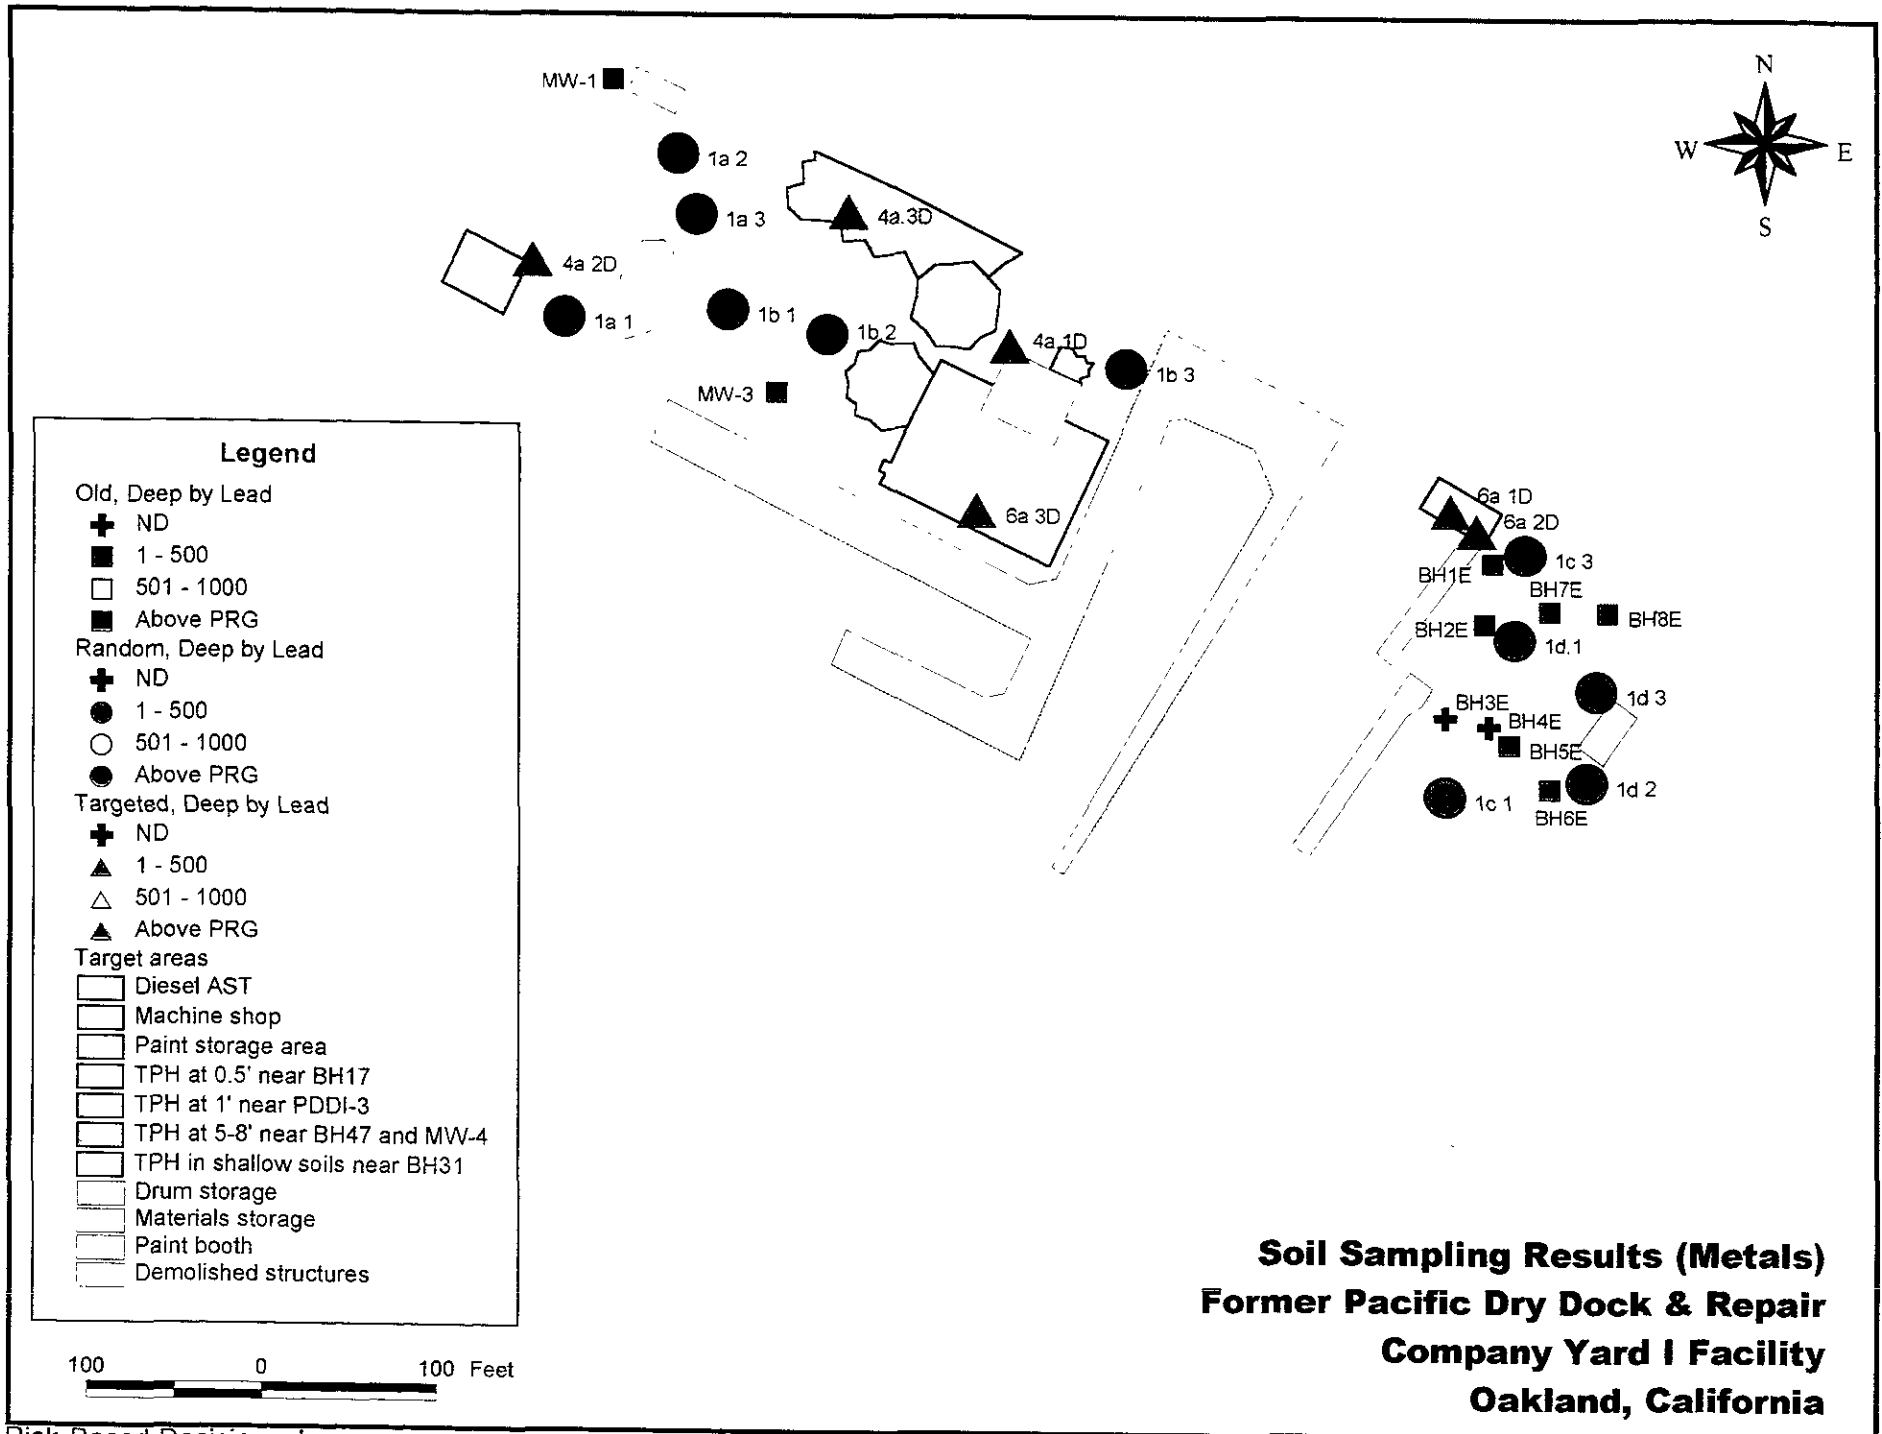 MW-1
N
W E
S
1a 2
1a 3
4a.3D
4a 2D
1a 1
1b 1
1b 2
4a 1D
1b 3
MW-3
6a 3D
6a 1D
6a 2D
1c 3
BH1E
BH7E
BH8E
BH2E
1d.1
1d 3
BH3E
BH4E
BH5E
1c 1
1d 2
BH6E
Legend
Old, Deep by Lead
ND
1 - 500
501 - 1000
Above PRG
Random, Deep by Lead
ND
1 - 500
501 - 1000
Above PRG
Targeted, Deep by Lead
ND
1 - 500
501 - 1000
Above PRG
Target areas
Diesel AST
Machine shop
Paint storage area
TPH at 0.5' near BH17
TPH at 1' near PDDI-3
TPH at 5-8' near BH47 and MW-4
TPH in shallow soils near BH31
Drum storage
Materials storage
Paint booth
Demolished structures
100 0 100 Feet
Soil Sampling Results (Metals)
Former Pacific Dry Dock & Repair
Company Yard I Facility
Oakland, California